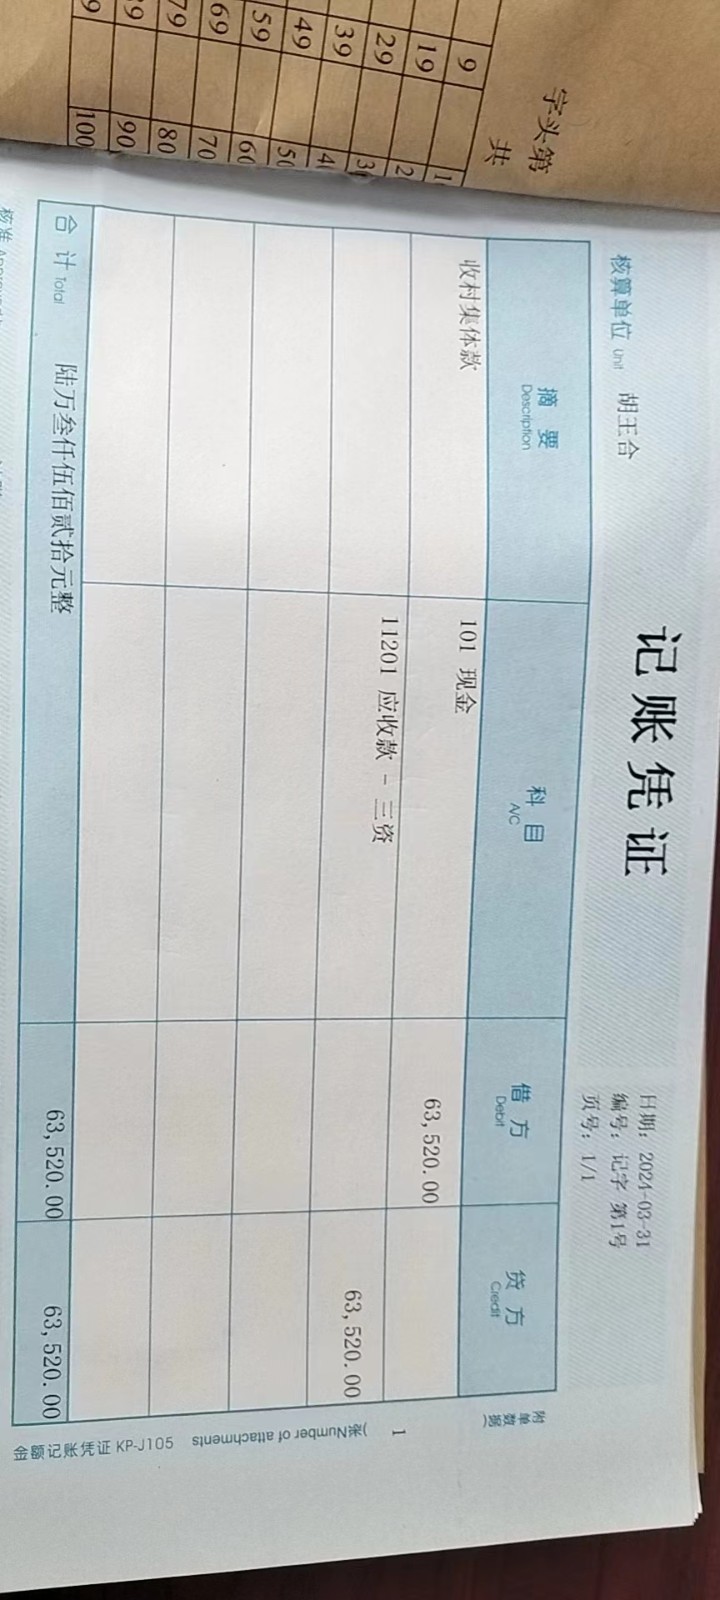 字头第
共
9
19
29
39
49
59
69
79
100
90
80
70
记账凭证
核算单位 Unit 胡王合
日期: 2024-03-31
编号: 记字 第1号
页号: 1/1
摘要 Description 科目 A/C 借方 Debit 贷方 Credit
收村集体款 101 现金 63,520.00
11201 应收款 - 三资 63,520.00
合计 Total 陆万叁仟伍佰贰拾元整 63,520.00 63,520.00
附单据数( 1 张)Number of attachments
金额记账凭证 KP-J105